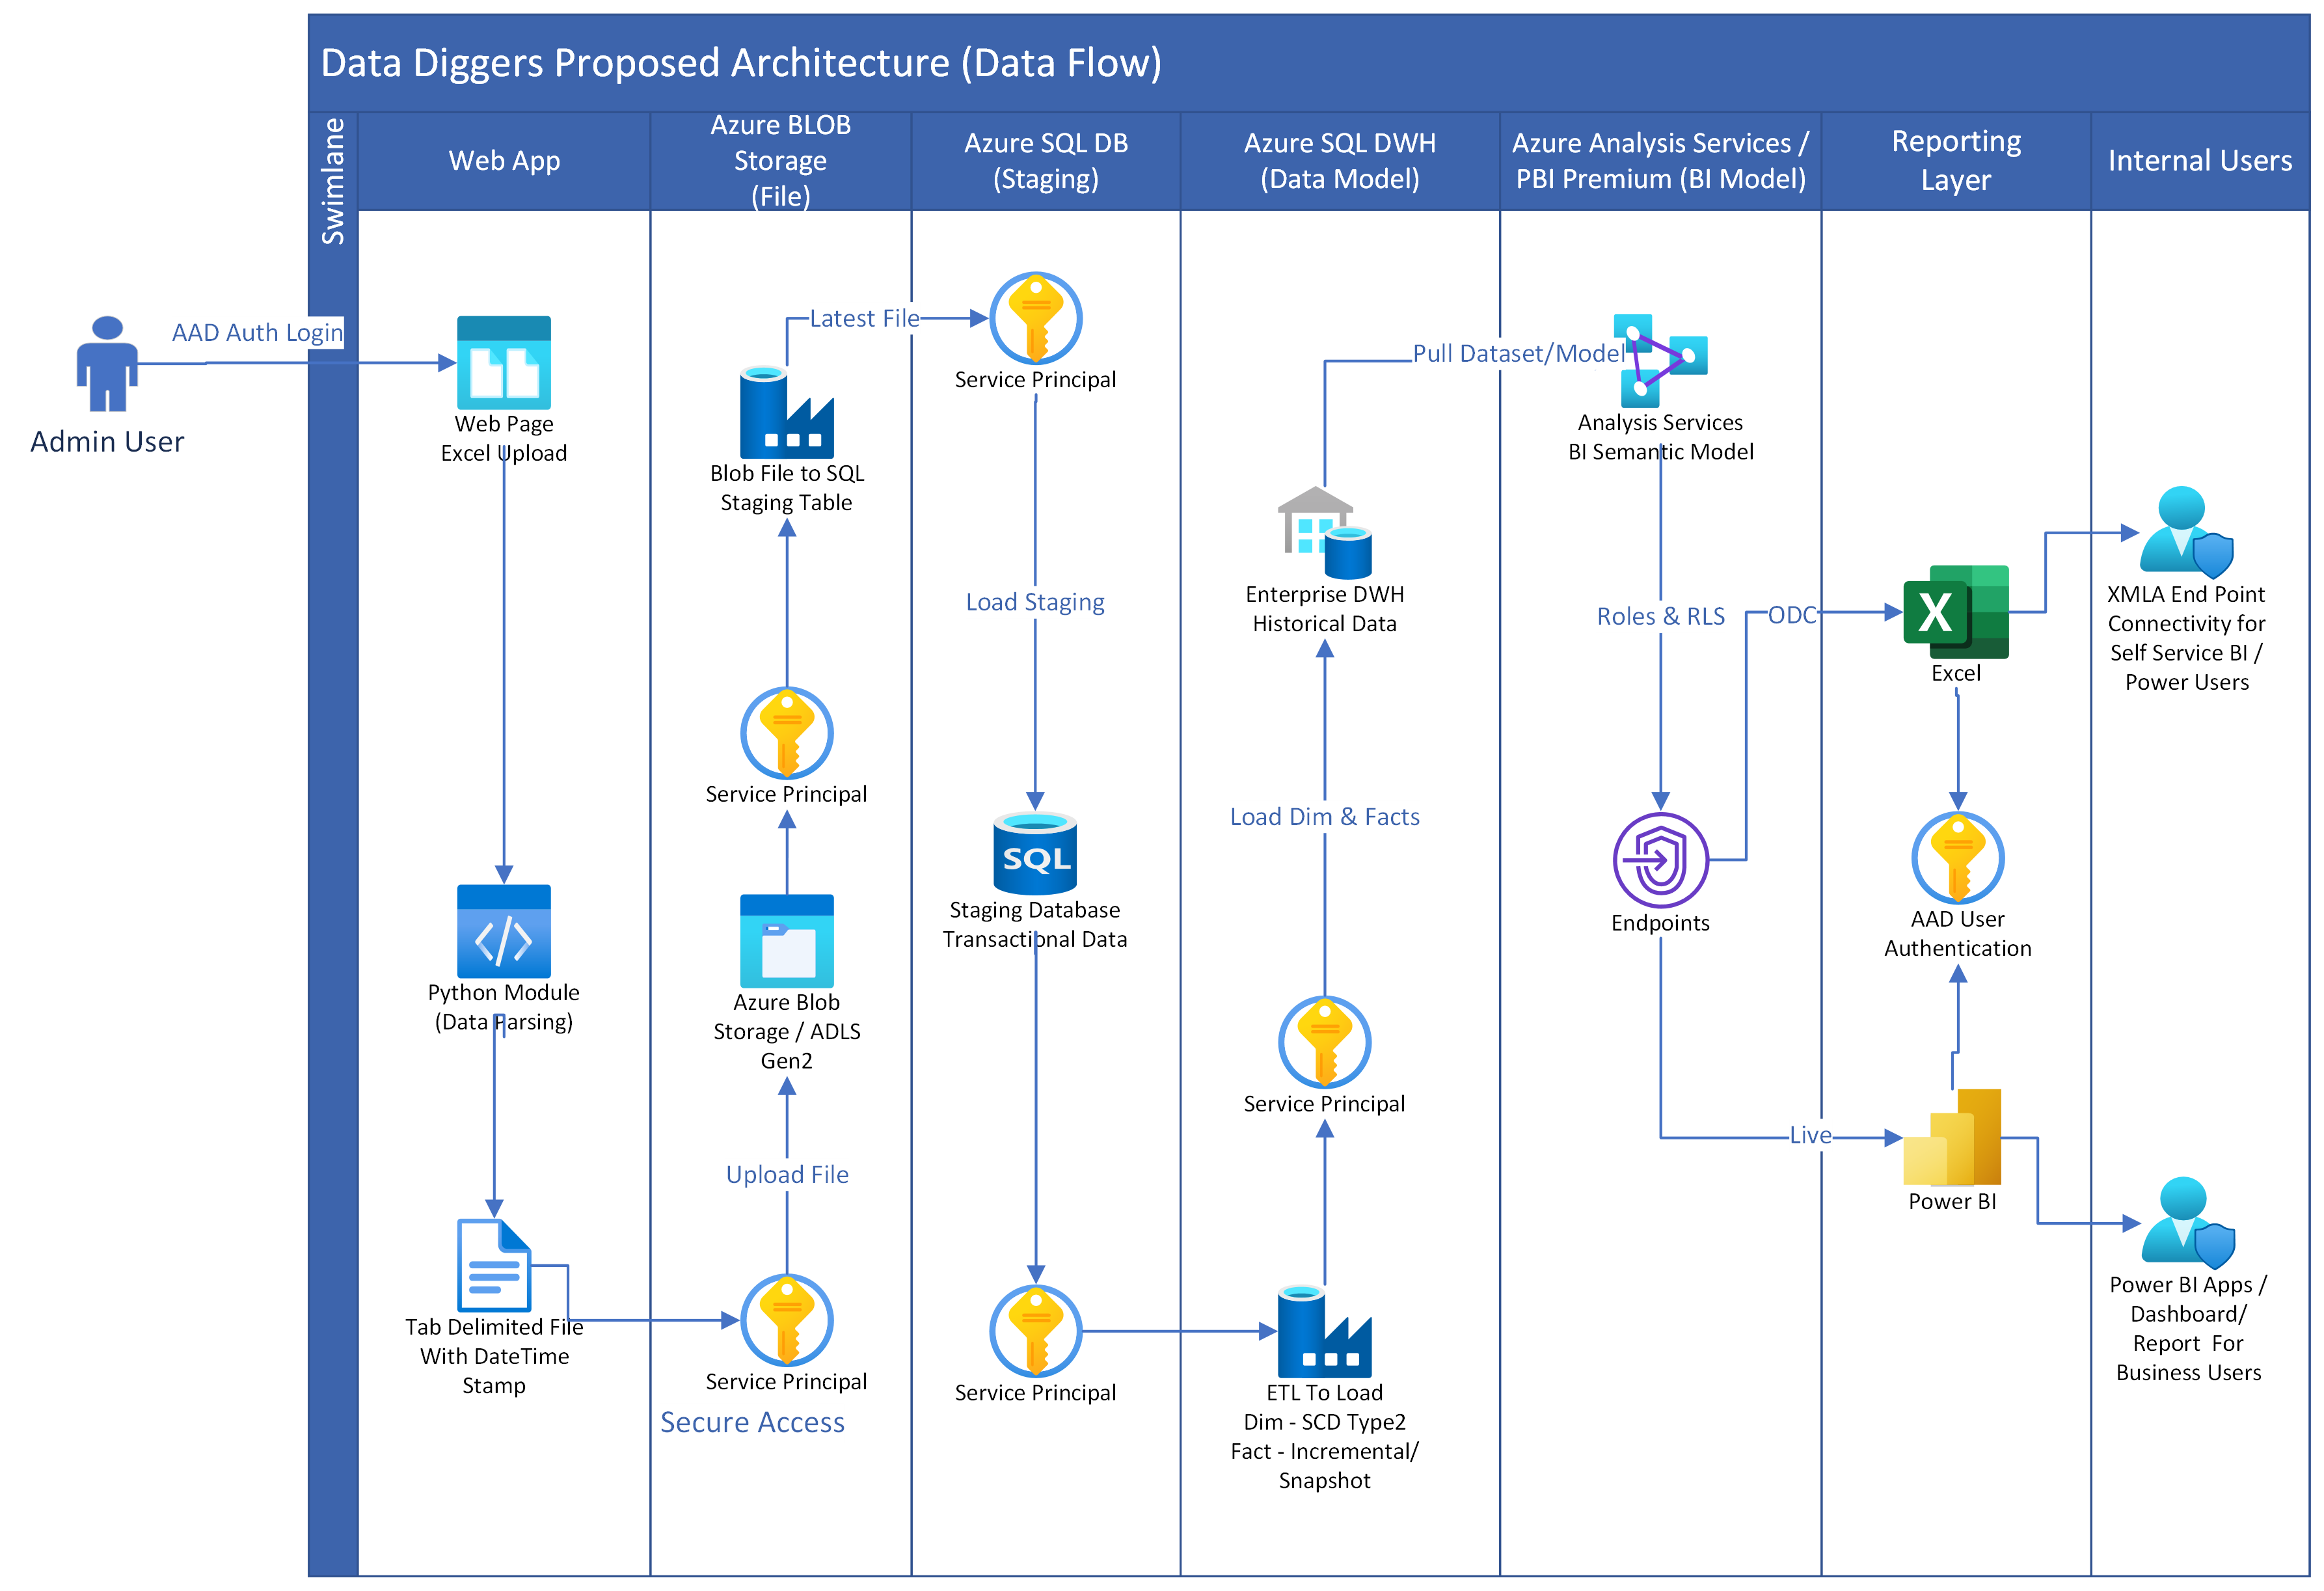 Data Diggers Proposed Architecture (Data Flow)
Swimlane
Web App
Azure BLOB
Storage
(File)
Azure SQL DB
(Staging)
Azure SQL DWH
(Data Model)
Azure Analysis Services /
PBI Premium (BI Model)
Reporting
Layer
Internal Users
Admin User
AAD Auth Login
Web Page
Excel Upload
Python Module
(Data Parsing)
Tab Delimited File
With DateTime
Stamp
Latest File
Blob File to SQL
Staging Table
Service Principal
Azure Blob
Storage / ADLS
Gen2
Upload File
Service Principal
Secure Access
Service Principal
Load Staging
SQL
Staging Database
Transactional Data
Service Principal
Pull Dataset/Model
Enterprise DWH
Historical Data
Load Dim & Facts
Service Principal
ETL To Load
Dim - SCD Type2
Fact - Incremental/
Snapshot
Analysis Services
BI Semantic Model
Roles & RLS
ODC
Endpoints
Live
X
Excel
AAD User
Authentication
Power BI
XMLA End Point
Connectivity for
Self Service BI /
Power Users
Power BI Apps /
Dashboard/
Report  For
Business Users